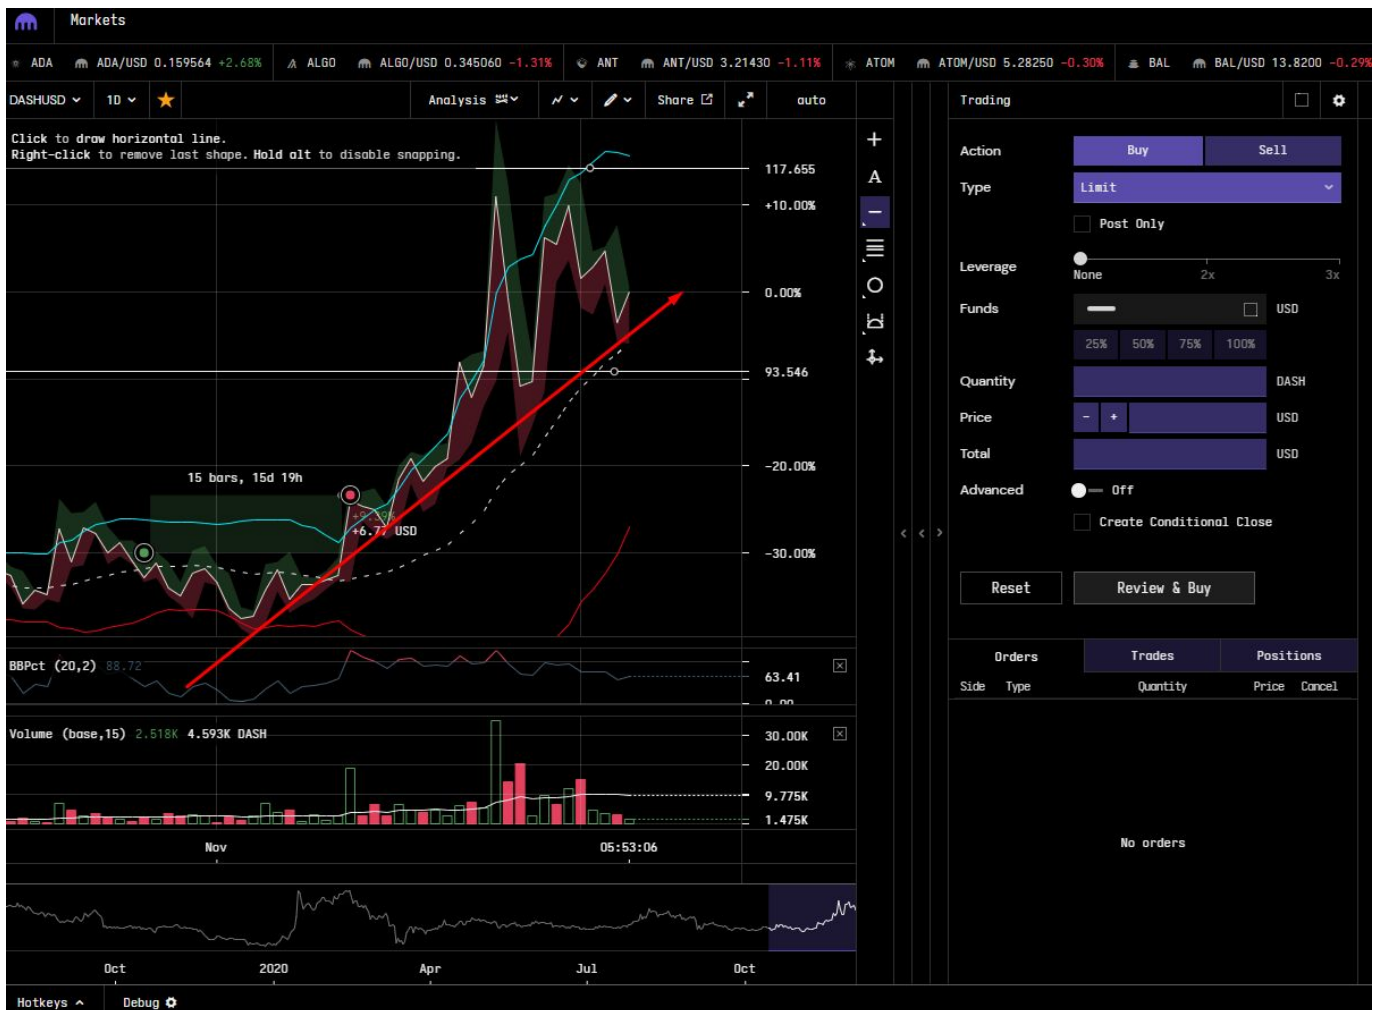 Markets
ADA ADA/USD 0.159564 +2.68% ALGO ALGO/USD 0.345060 -1.31% ANT ANT/USD 3.21430 -1.11% ATOM ATOM/USD 5.28250 -0.30% BAL BAL/USD 13.8200 -0.29%
DASHUSD 1D Analysis Share auto
Click to draw horizontal line.
Right-click to remove last shape. Hold alt to disable snapping.
117.655
+10.00%
0.00%
93.546
-20.00%
-30.00%
15 bars, 15d 19h
+9.39%
+6.77 USD
A
BBPct (20,2) 88.72
63.41
0.00
Volume (base,15) 2.518K 4.593K DASH
30.00K
20.00K
9.775K
1.475K
Nov 05:53:06
Oct 2020 Apr Jul Oct
Hotkeys Debug
Trading
Action Buy Sell
Type Limit
Post Only
Leverage None 2x 3x
Funds USD
25% 50% 75% 100%
Quantity DASH
Price - + USD
Total USD
Advanced Off
Create Conditional Close
Reset Review & Buy
Orders Trades Positions
Side Type Quantity Price Cancel
No orders